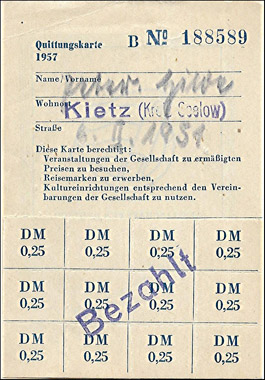 Quittungskarte B № 188589
1957
Name/Vorname
Wohnort Kietz (Kreis Seelow)
Straße
Diese Karte berechtigt:
Veranstaltungen der Gesellschaft zu ermäßigten
Preisen zu besuchen,
Reisemarken zu erwerben,
Kultureinrichtungen entsprechend den Verein-
barungen der Gesellschaft zu nutzen.
DM DM DM DM
0,25 0,25 0,25 0,25
DM DM DM DM
0,25 0,25 0,25 0,25
Bezahlt
DM DM DM DM
0,25 0,25 0,25 0,25